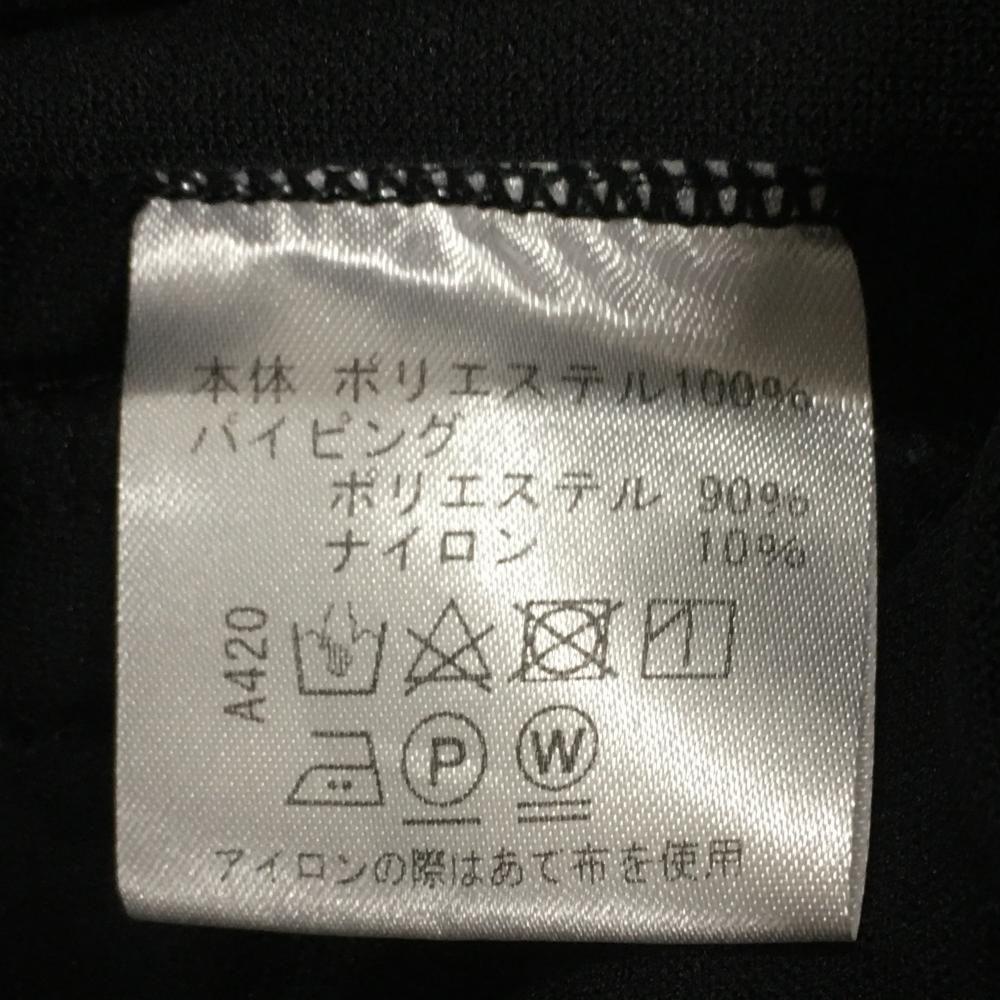 本体 ポリエステル100%
パイピング
ポリエステル 90%
ナイロン 10%
A420
P W
アイロンの際はあて布を使用